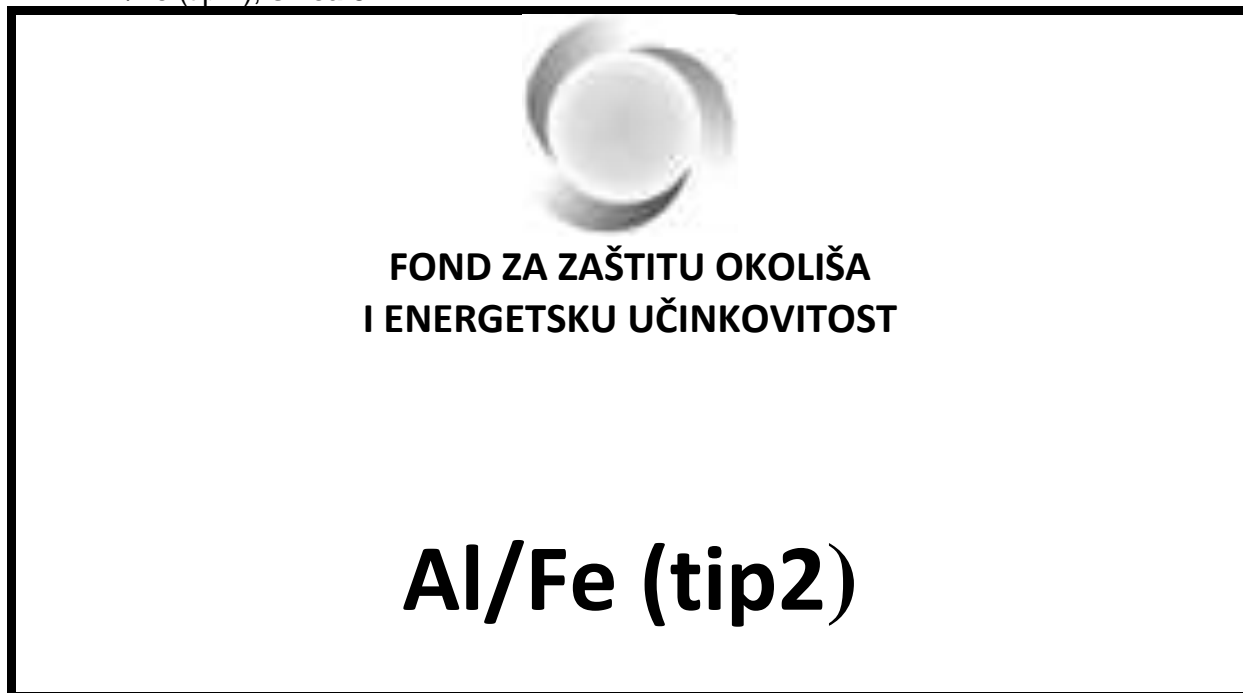 FOND ZA ZAŠTITU OKOLIŠA
I ENERGETSKU UČINKOVITOST
Al/Fe (tip2)